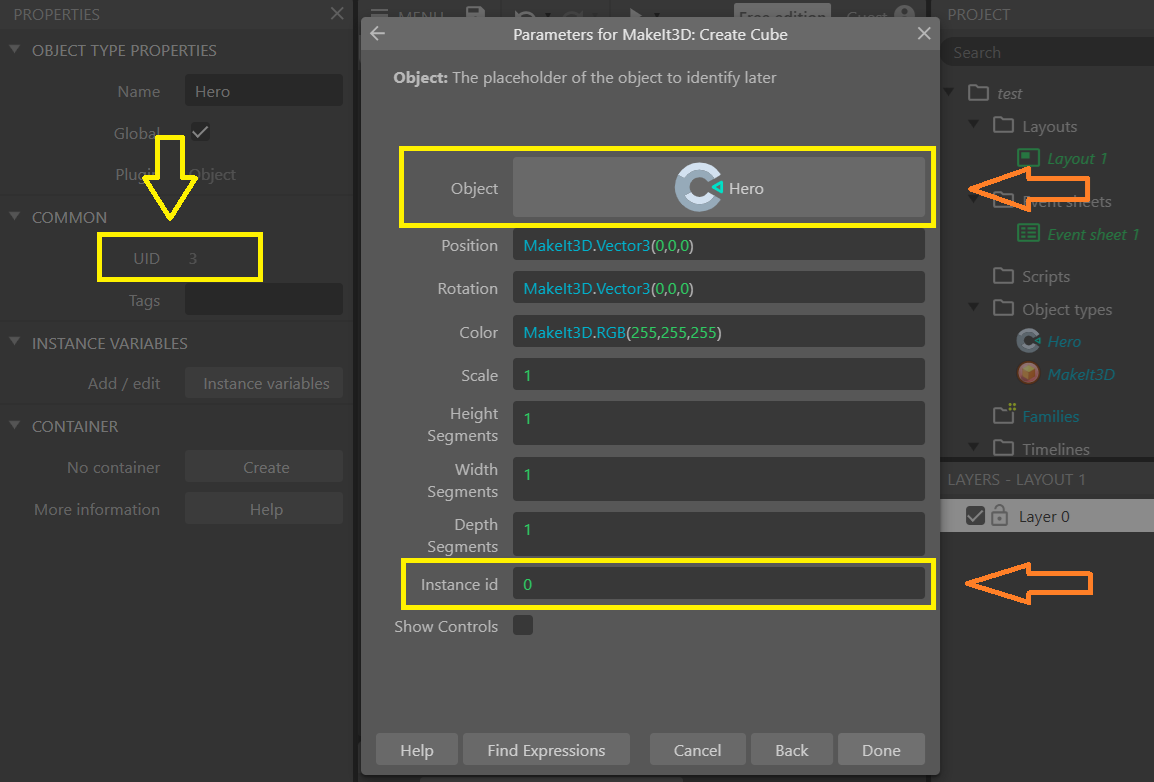 PROPERTIES
OBJECT TYPE PROPERTIES
Name Hero
Global
Plugin Object
COMMON
UID 3
Tags
INSTANCE VARIABLES
Add / edit Instance variables
CONTAINER
No container Create
More information Help
MENU Free edition Guest
Parameters for MakeIt3D: Create Cube
Object: The placeholder of the object to identify later
Object Hero
Position MakeIt3D.Vector3(0,0,0)
Rotation MakeIt3D.Vector3(0,0,0)
Color MakeIt3D.RGB(255,255,255)
Scale 1
Height
Segments 1
Width
Segments 1
Depth
Segments 1
Instance id 0
Show Controls
Help Find Expressions Cancel Back Done
PROJECT
Search
test
Layouts
Layout 1
Event sheets
Event sheet 1
Scripts
Object types
Hero
MakeIt3D
Families
Timelines
LAYERS - LAYOUT 1
Layer 0